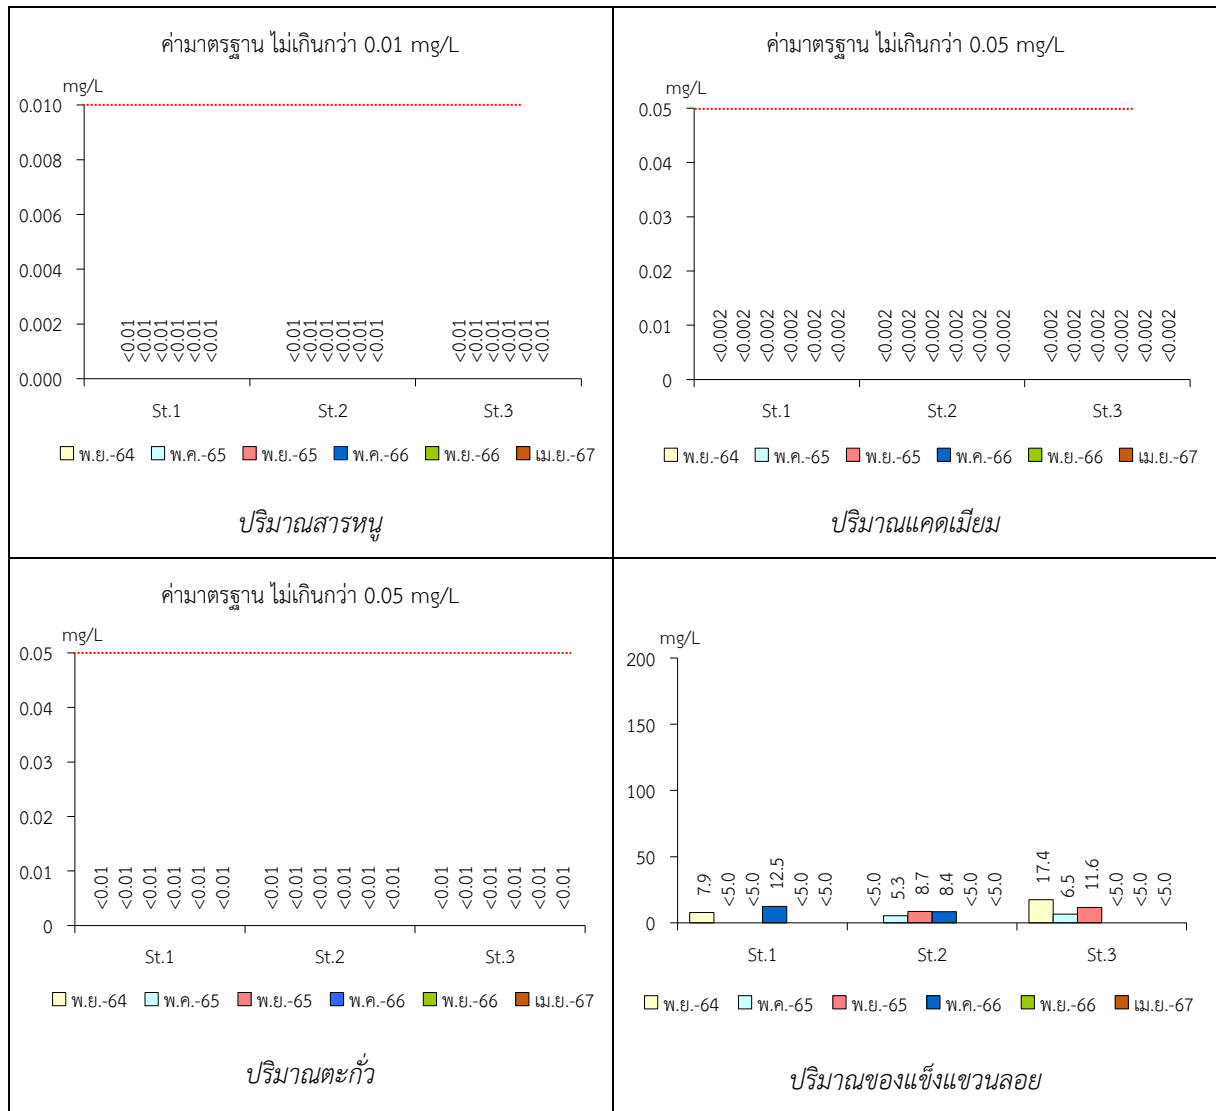 ค่ามาตรฐาน ไม่เกินกว่า 0.01 mg/L
mg/L
0.010
0.008
0.006
0.004
0.002
0.000
<0.01 <0.01 <0.01 <0.01 <0.01 <0.01
<0.01 <0.01 <0.01 <0.01 <0.01 <0.01
<0.01 <0.01 <0.01 <0.01 <0.01 <0.01
St.1 St.2 St.3
พ.ย.-64 พ.ค.-65 พ.ย.-65 พ.ค.-66 พ.ย.-66 เม.ย.-67
ปริมาณสารหนู
ค่ามาตรฐาน ไม่เกินกว่า 0.05 mg/L
mg/L
0.05
0.04
0.03
0.02
0.01
0
<0.002 <0.002 <0.002 <0.002 <0.002 <0.002
<0.002 <0.002 <0.002 <0.002 <0.002 <0.002
<0.002 <0.002 <0.002 <0.002 <0.002 <0.002
St.1 St.2 St.3
พ.ย.-64 พ.ค.-65 พ.ย.-65 พ.ค.-66 พ.ย.-66 เม.ย.-67
ปริมาณแคดเมียม
ค่ามาตรฐาน ไม่เกินกว่า 0.05 mg/L
mg/L
0.05
0.04
0.03
0.02
0.01
0
<0.01 <0.01 <0.01 <0.01 <0.01 <0.01
<0.01 <0.01 <0.01 <0.01 <0.01 <0.01
<0.01 <0.01 <0.01 <0.01 <0.01 <0.01
St.1 St.2 St.3
พ.ย.-64 พ.ค.-65 พ.ย.-65 พ.ค.-66 พ.ย.-66 เม.ย.-67
ปริมาณตะกั่ว
mg/L
200
150
100
50
0
7.9 <5.0 <5.0 12.5 <5.0 <5.0
<5.0 5.3 8.7 8.4 <5.0 <5.0
17.4 6.5 11.6 <5.0 <5.0 <5.0
St.1 St.2 St.3
พ.ย.-64 พ.ค.-65 พ.ย.-65 พ.ค.-66 พ.ย.-66 เม.ย.-67
ปริมาณของแข็งแขวนลอย